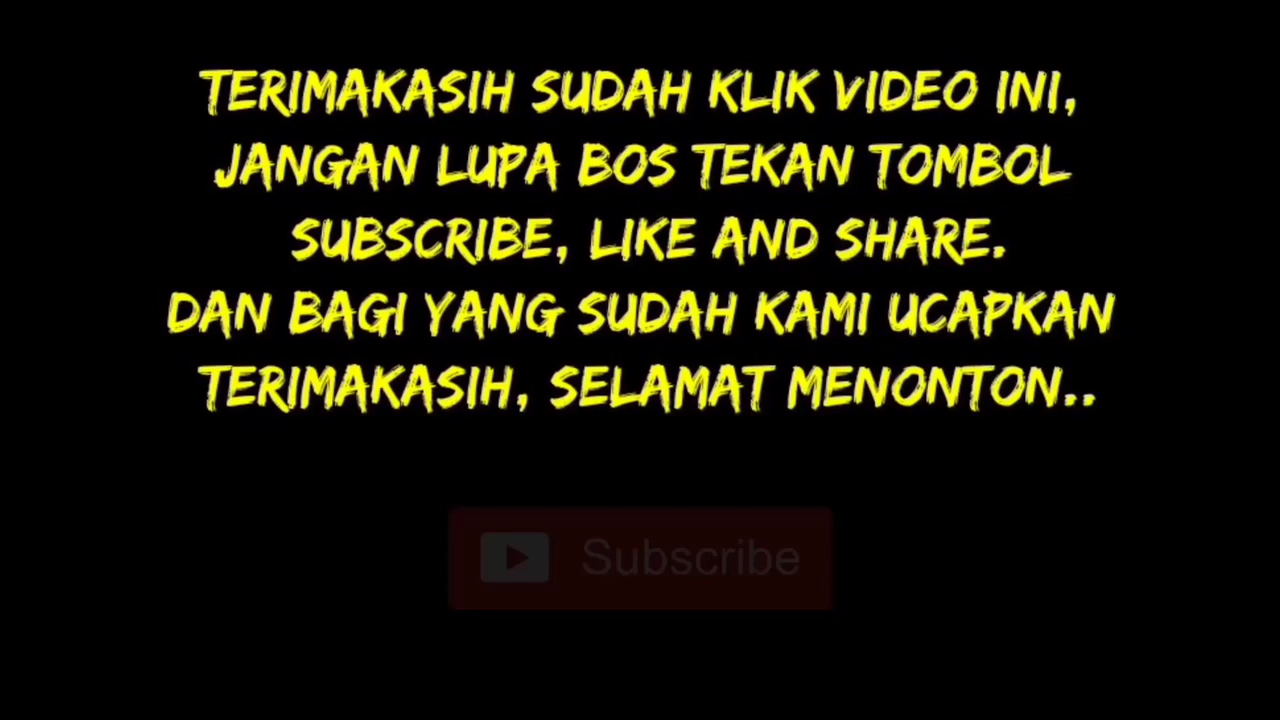 TERIMAKASIH SUDAH KLIK VIDEO INI,
JANGAN LUPA BOS TEKAN TOMBOL
SUBSCRIBE, LIKE AND SHARE.
DAN BAGI YANG SUDAH KAMI UCAPKAN
TERIMAKASIH, SELAMAT MENONTON..
Subscribe